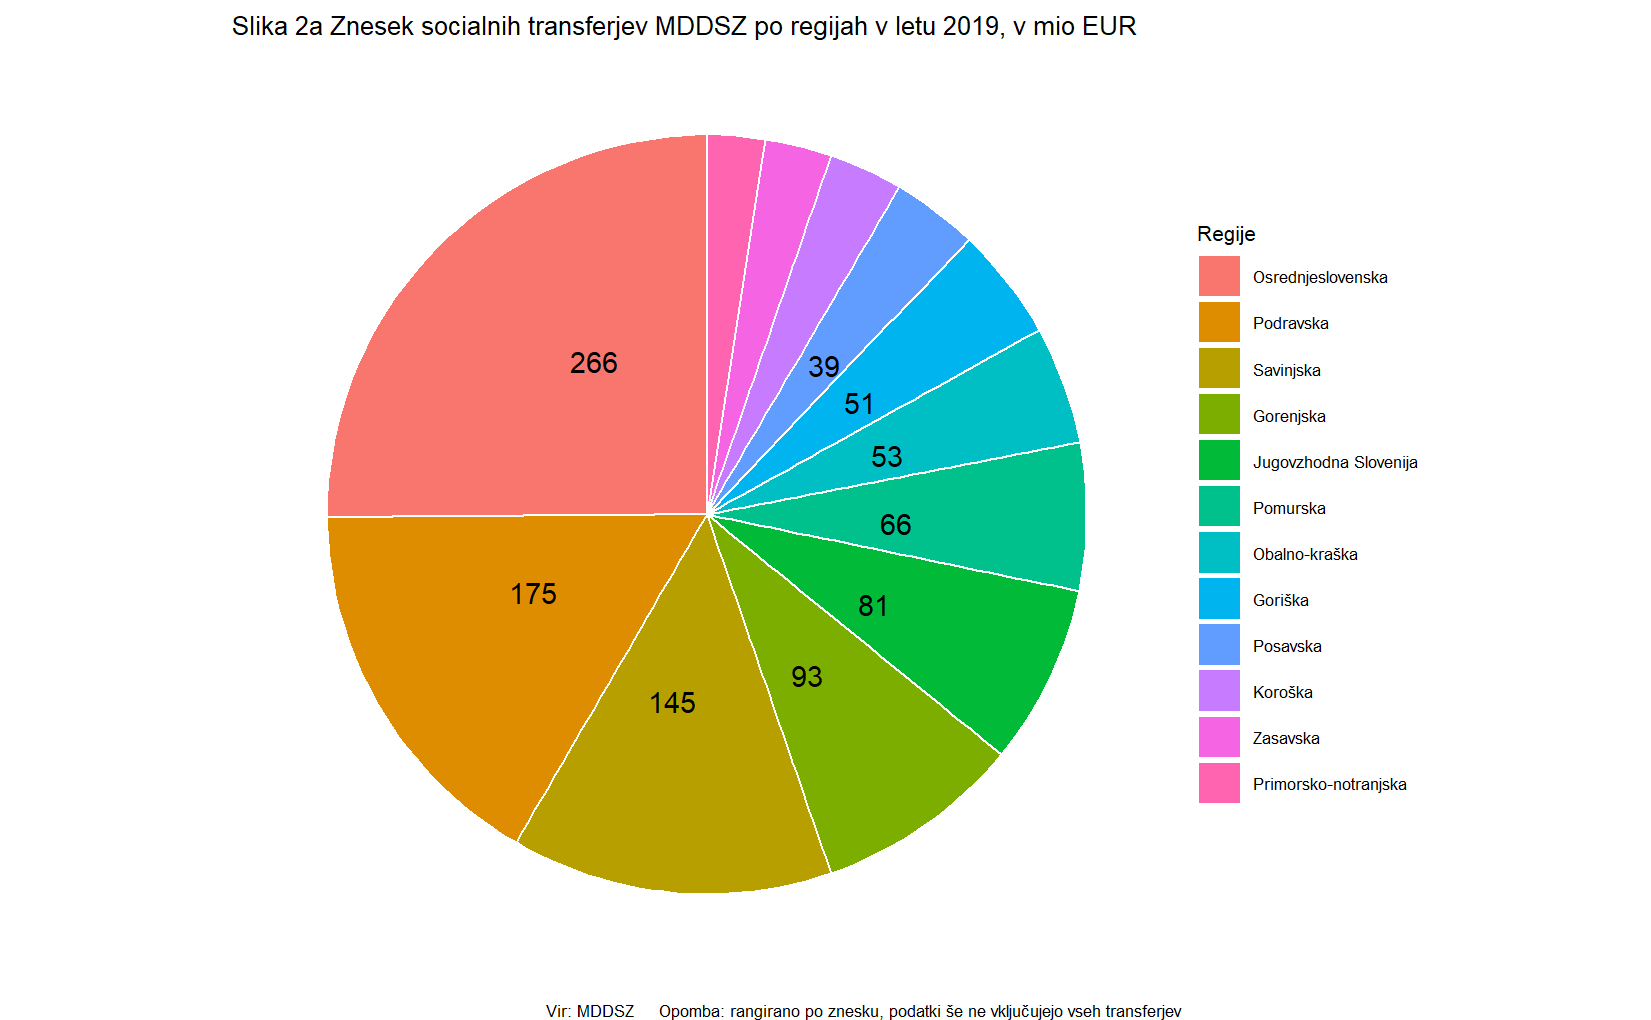 Slika 2a Znesek socialnih transferjev MDDSZ po regijah v letu 2019, v mio EUR
266
39
51
53
66
175
81
93
145
Regije
Osrednjeslovenska
Podravska
Savinjska
Gorenjska
Jugovzhodna Slovenija
Pomurska
Obalno-kraška
Goriška
Posavska
Koroška
Zasavska
Primorsko-notranjska
Vir: MDDSZ Opomba: rangirano po znesku, podatki še ne vključujejo vseh transferjev